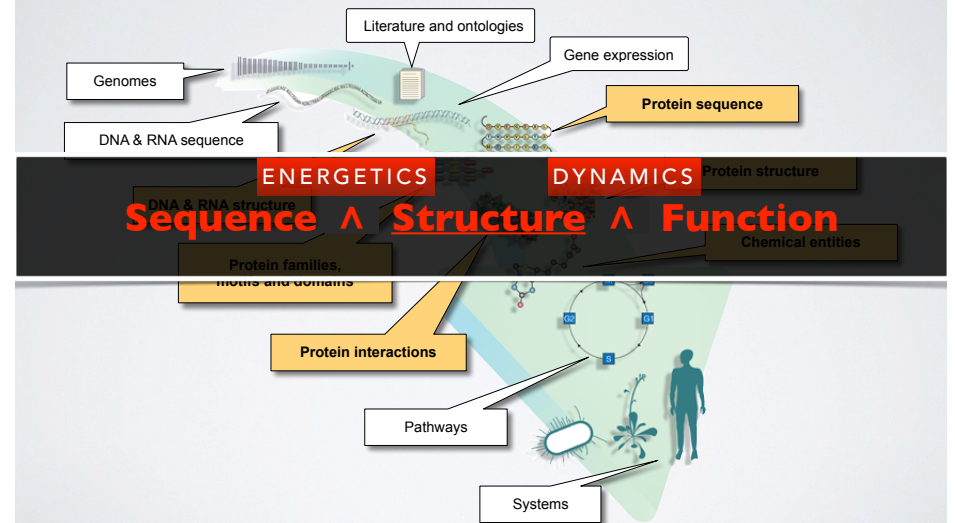 Literature and ontologies
Gene expression
Genomes
Protein sequence
DNA & RNA sequence
ENERGETICS
DYNAMICS
Protein structure
DNA & RNA structure
Sequence ∧ Structure ∧ Function
Chemical entities
Protein families,
motifs and domains
G2
G1
Protein interactions
S
Pathways
Systems